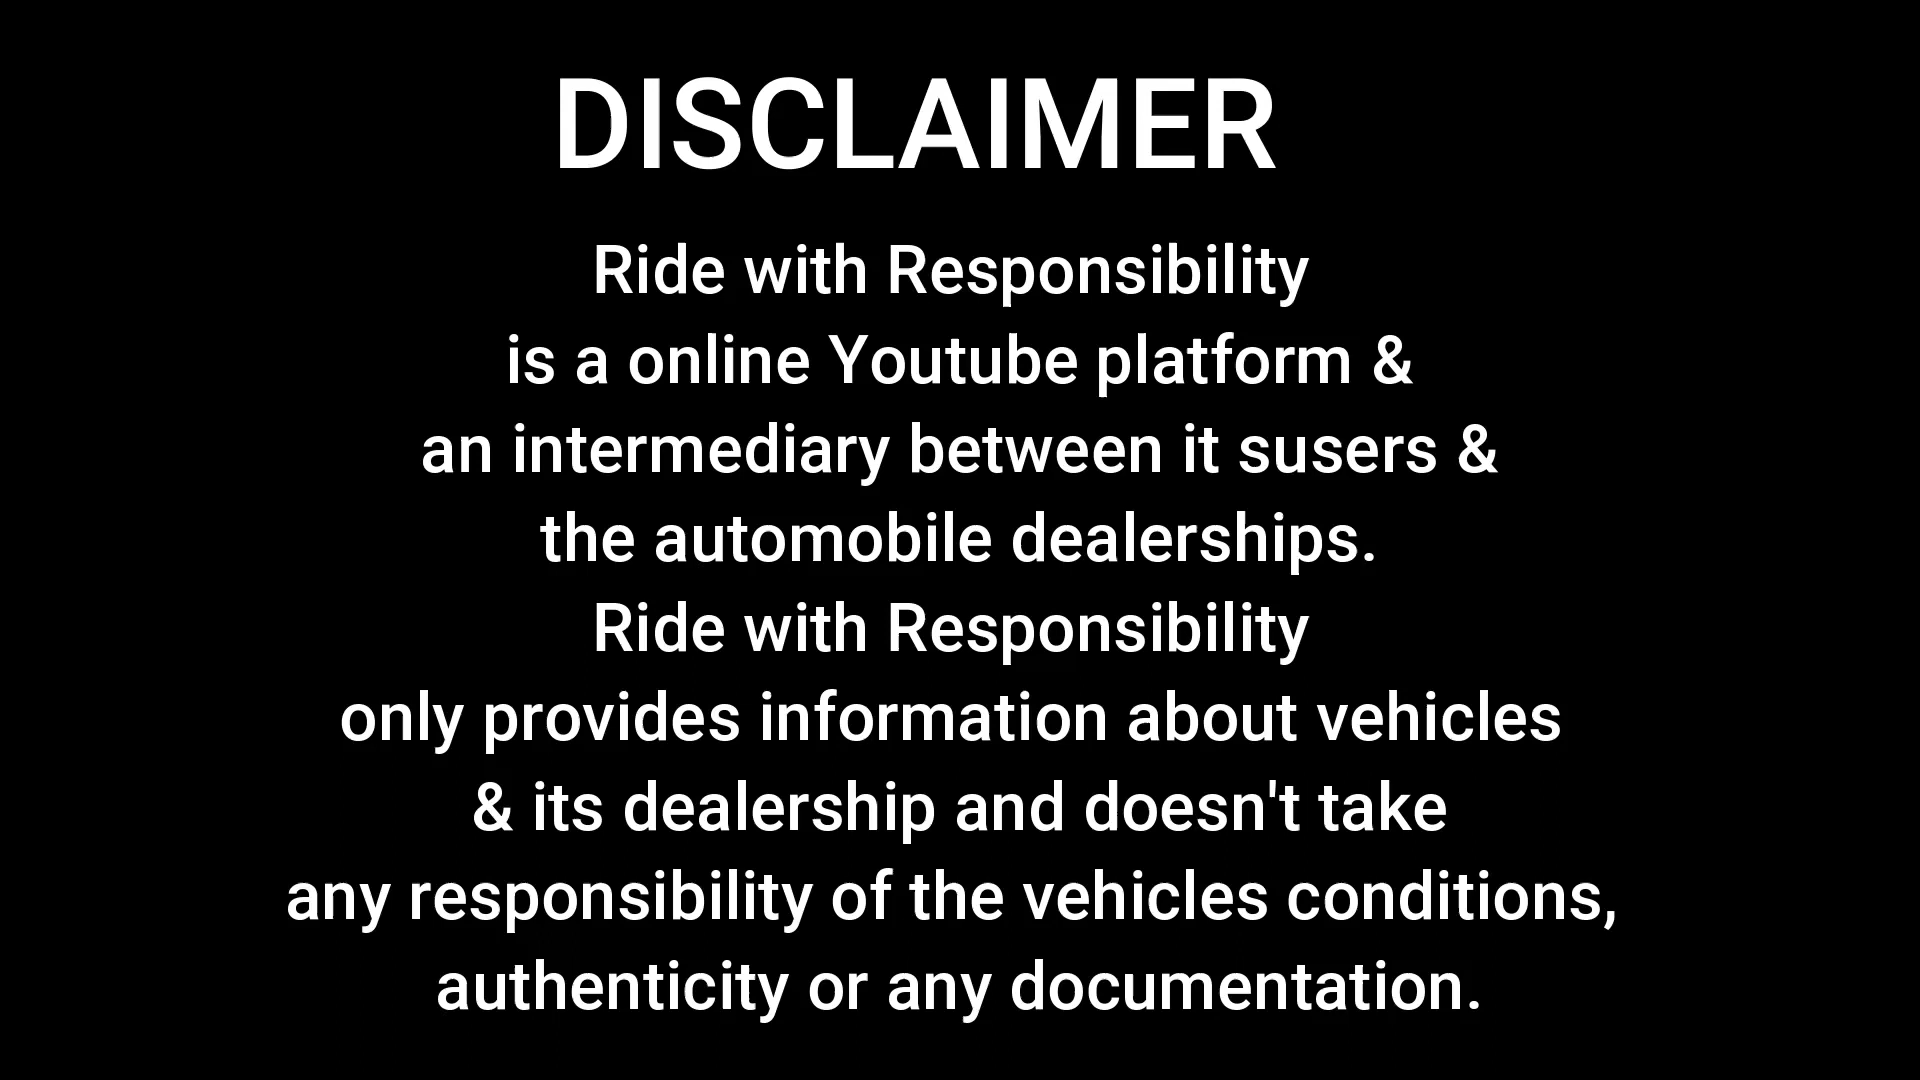 DISCLAIMER
Ride with Responsibility
is a online Youtube platform &
an intermediary between it susers &
the automobile dealerships.
Ride with Responsibility
only provides information about vehicles
& its dealership and doesn't take
any responsibility of the vehicles conditions,
authenticity or any documentation.